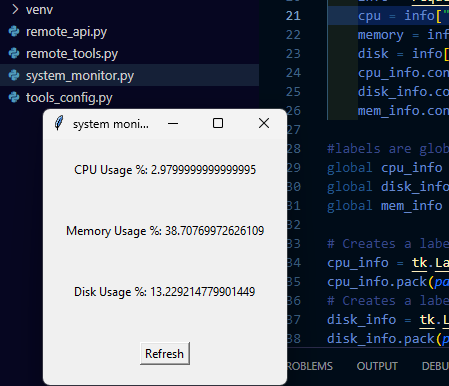 venv
remote_api.py
remote_tools.py
system_monitor.py
tools_config.py
system moni...
CPU Usage %: 2.9799999999999995
Memory Usage %: 38.70769972626109
Disk Usage %: 13.229214779901449
Refresh
21 cpu = info["
22 memory = inf
23 disk = info[
24 cpu_info.con
25 disk_info.co
26 mem_info.con
27
28 #labels are glob
29 global cpu_info
30 global disk_info
31 global mem_info
33 # Creates a labe
34 cpu_info = tk.La
35 cpu_info.pack(pa
36 # Creates a labe
37 disk_info = tk.L
38 disk_info.pack(p
ROBLEMS OUTPUT DEBU